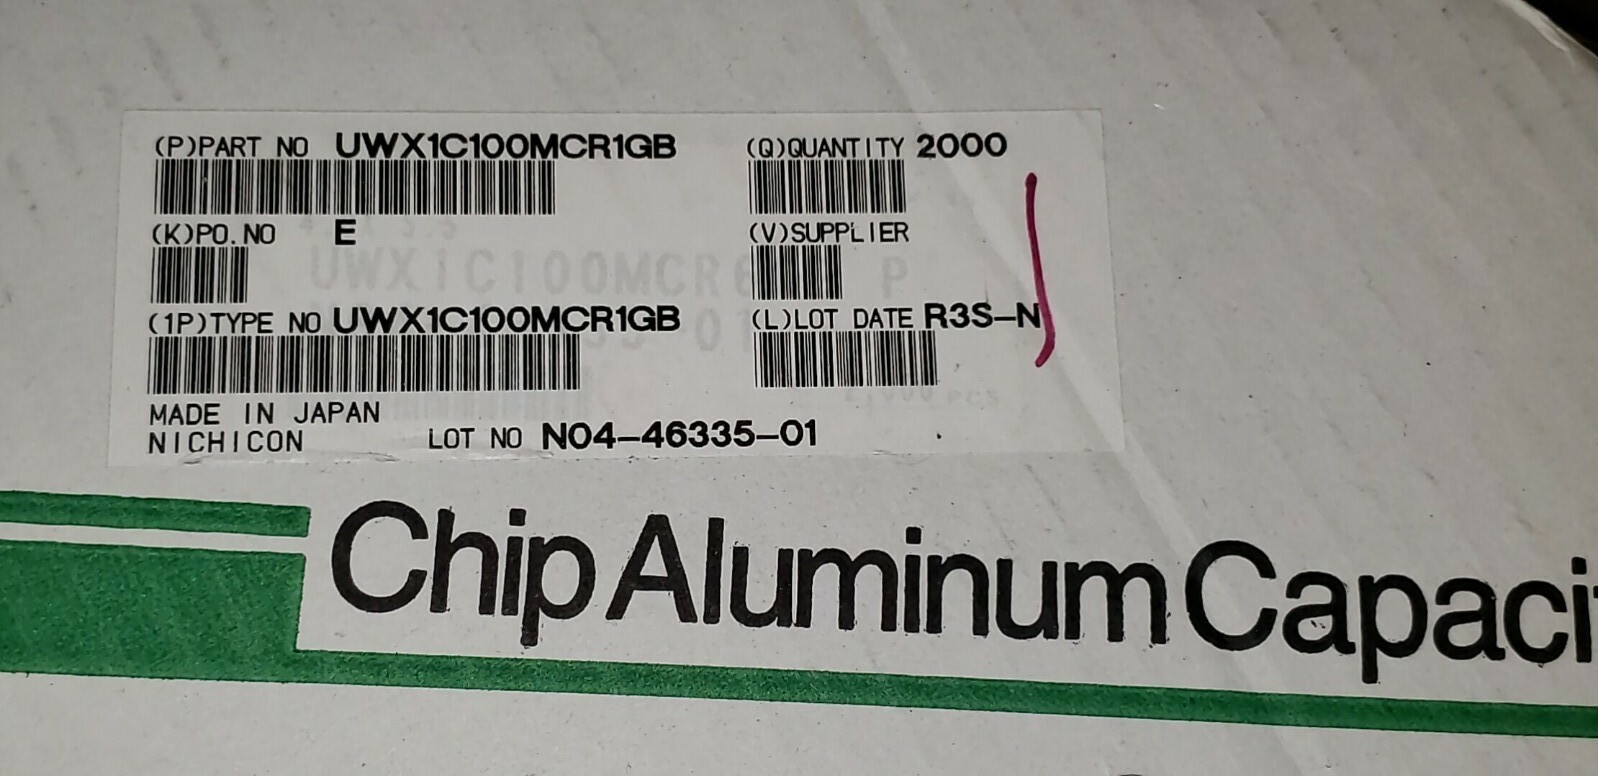 (P)PART NO UWX1C100MCR1GB (Q)QUANTITY 2000
(K)PO.NO E (V)SUPPLIER
(1P)TYPE NO UWX1C100MCR1GB (L)LOT DATE R3S-N
MADE IN JAPAN
NICHICON LOT NO N04-46335-01
Chip Aluminum Capaci